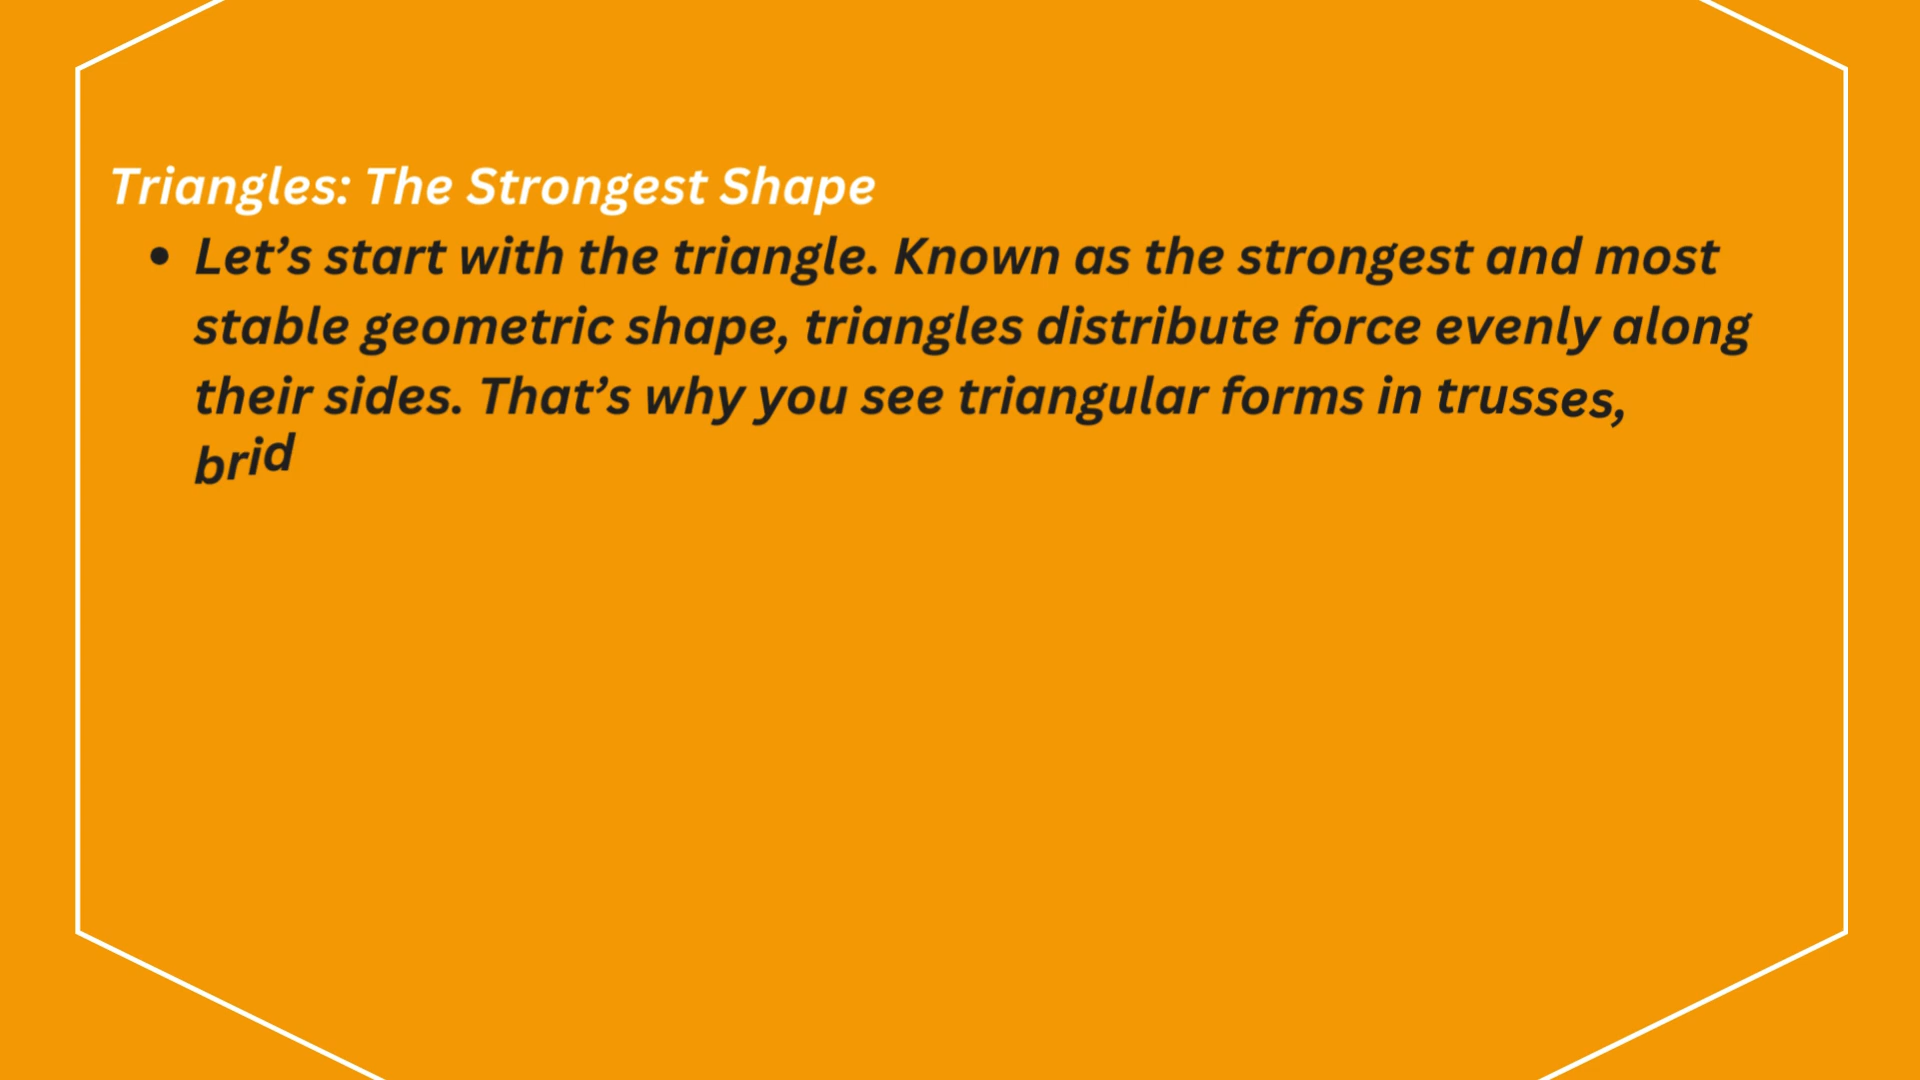 Triangles: The Strongest Shape
• Let’s start with the triangle. Known as the strongest and most
stable geometric shape, triangles distribute force evenly along
their sides. That’s why you see triangular forms in trusses,
brid